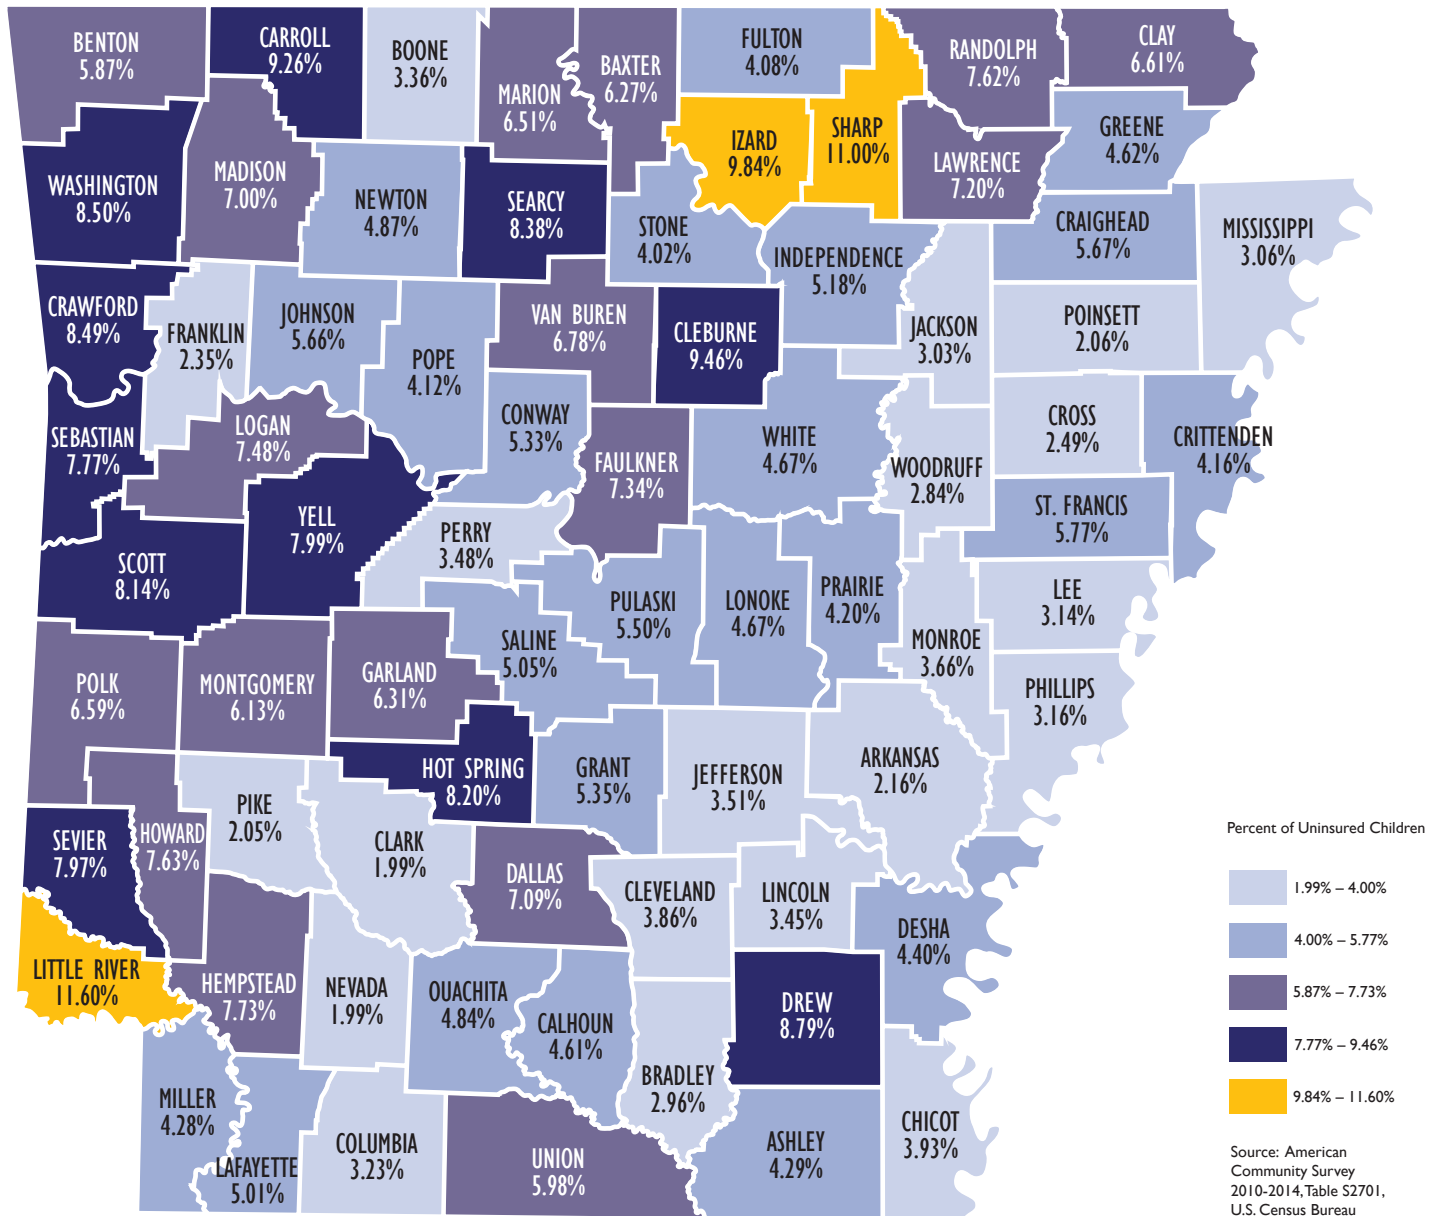 BENTON
5.87%
CARROLL
9.26%
BOONE
3.36%
MARION
6.51%
BAXTER
6.27%
FULTON
4.08%
IZARD
9.84%
SHARP
11.00%
RANDOLPH
7.62%
CLAY
6.61%
GREENE
4.62%
LAWRENCE
7.20%
WASHINGTON
8.50%
MADISON
7.00%
NEWTON
4.87%
SEARCY
8.38%
STONE
4.02%
INDEPENDENCE
5.18%
CRAIGHEAD
5.67%
MISSISSIPPI
3.06%
CRAWFORD
8.49%
FRANKLIN
2.35%
JOHNSON
5.66%
POPE
4.12%
VAN BUREN
6.78%
CLEBURNE
9.46%
JACKSON
3.03%
POINSETT
2.06%
SEBASTIAN
7.77%
LOGAN
7.48%
CONWAY
5.33%
FAULKNER
7.34%
WHITE
4.67%
WOODRUFF
2.84%
CROSS
2.49%
CRITTENDEN
4.16%
ST. FRANCIS
5.77%
SCOTT
8.14%
YELL
7.99%
PERRY
3.48%
PULASKI
5.50%
LONOKE
4.67%
PRAIRIE
4.20%
MONROE
3.66%
LEE
3.14%
PHILLIPS
3.16%
POLK
6.59%
MONTGOMERY
6.13%
GARLAND
6.31%
SALINE
5.05%
HOT SPRING
8.20%
GRANT
5.35%
JEFFERSON
3.51%
ARKANSAS
2.16%
SEVIER
7.97%
HOWARD
7.63%
PIKE
2.05%
CLARK
1.99%
DALLAS
7.09%
CLEVELAND
3.86%
LINCOLN
3.45%
DESHA
4.40%
LITTLE RIVER
11.60%
HEMPSTEAD
7.73%
NEVADA
1.99%
OUACHITA
4.84%
CALHOUN
4.61%
BRADLEY
2.96%
DREW
8.79%
MILLER
4.28%
LAFAYETTE
5.01%
COLUMBIA
3.23%
UNION
5.98%
ASHLEY
4.29%
CHICOT
3.93%
Percent of Uninsured Children
1.99% – 4.00%
4.00% – 5.77%
5.87% – 7.73%
7.77% – 9.46%
9.84% – 11.60%
Source: American
Community Survey
2010-2014, Table S2701,
U.S. Census Bureau